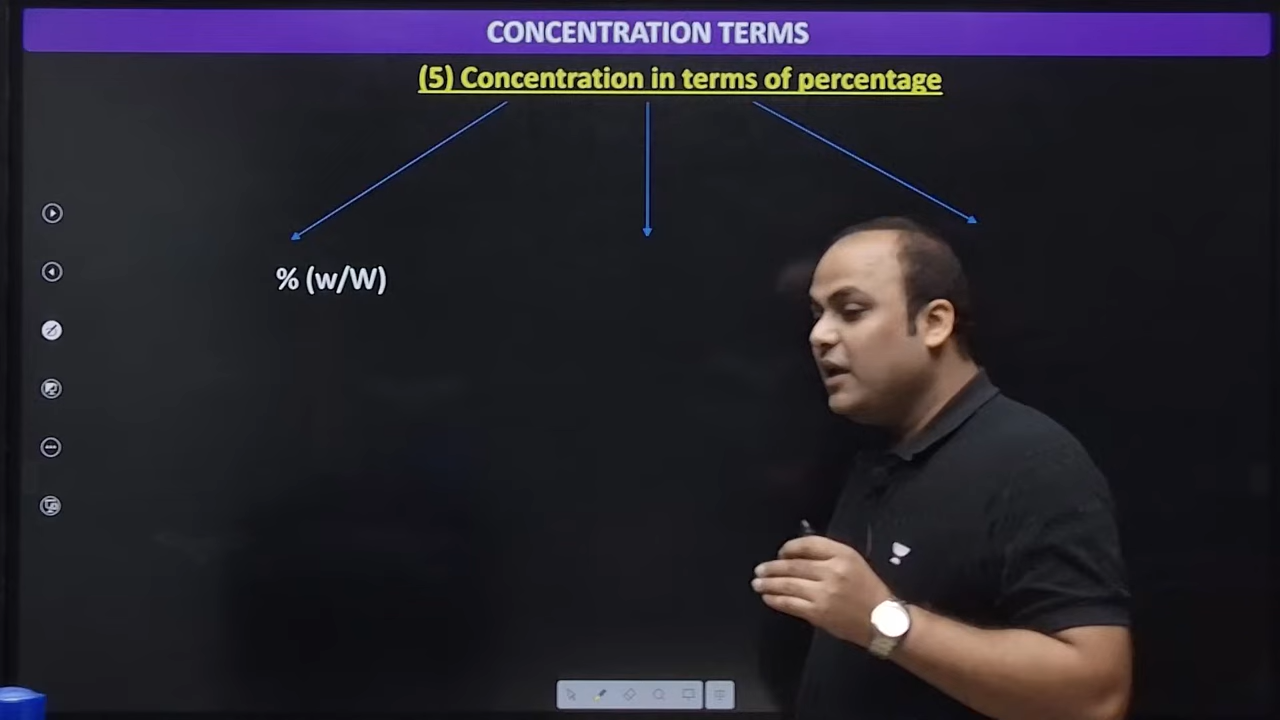 CONCENTRATION TERMS
(5) Concentration in terms of percentage
% (w/W)